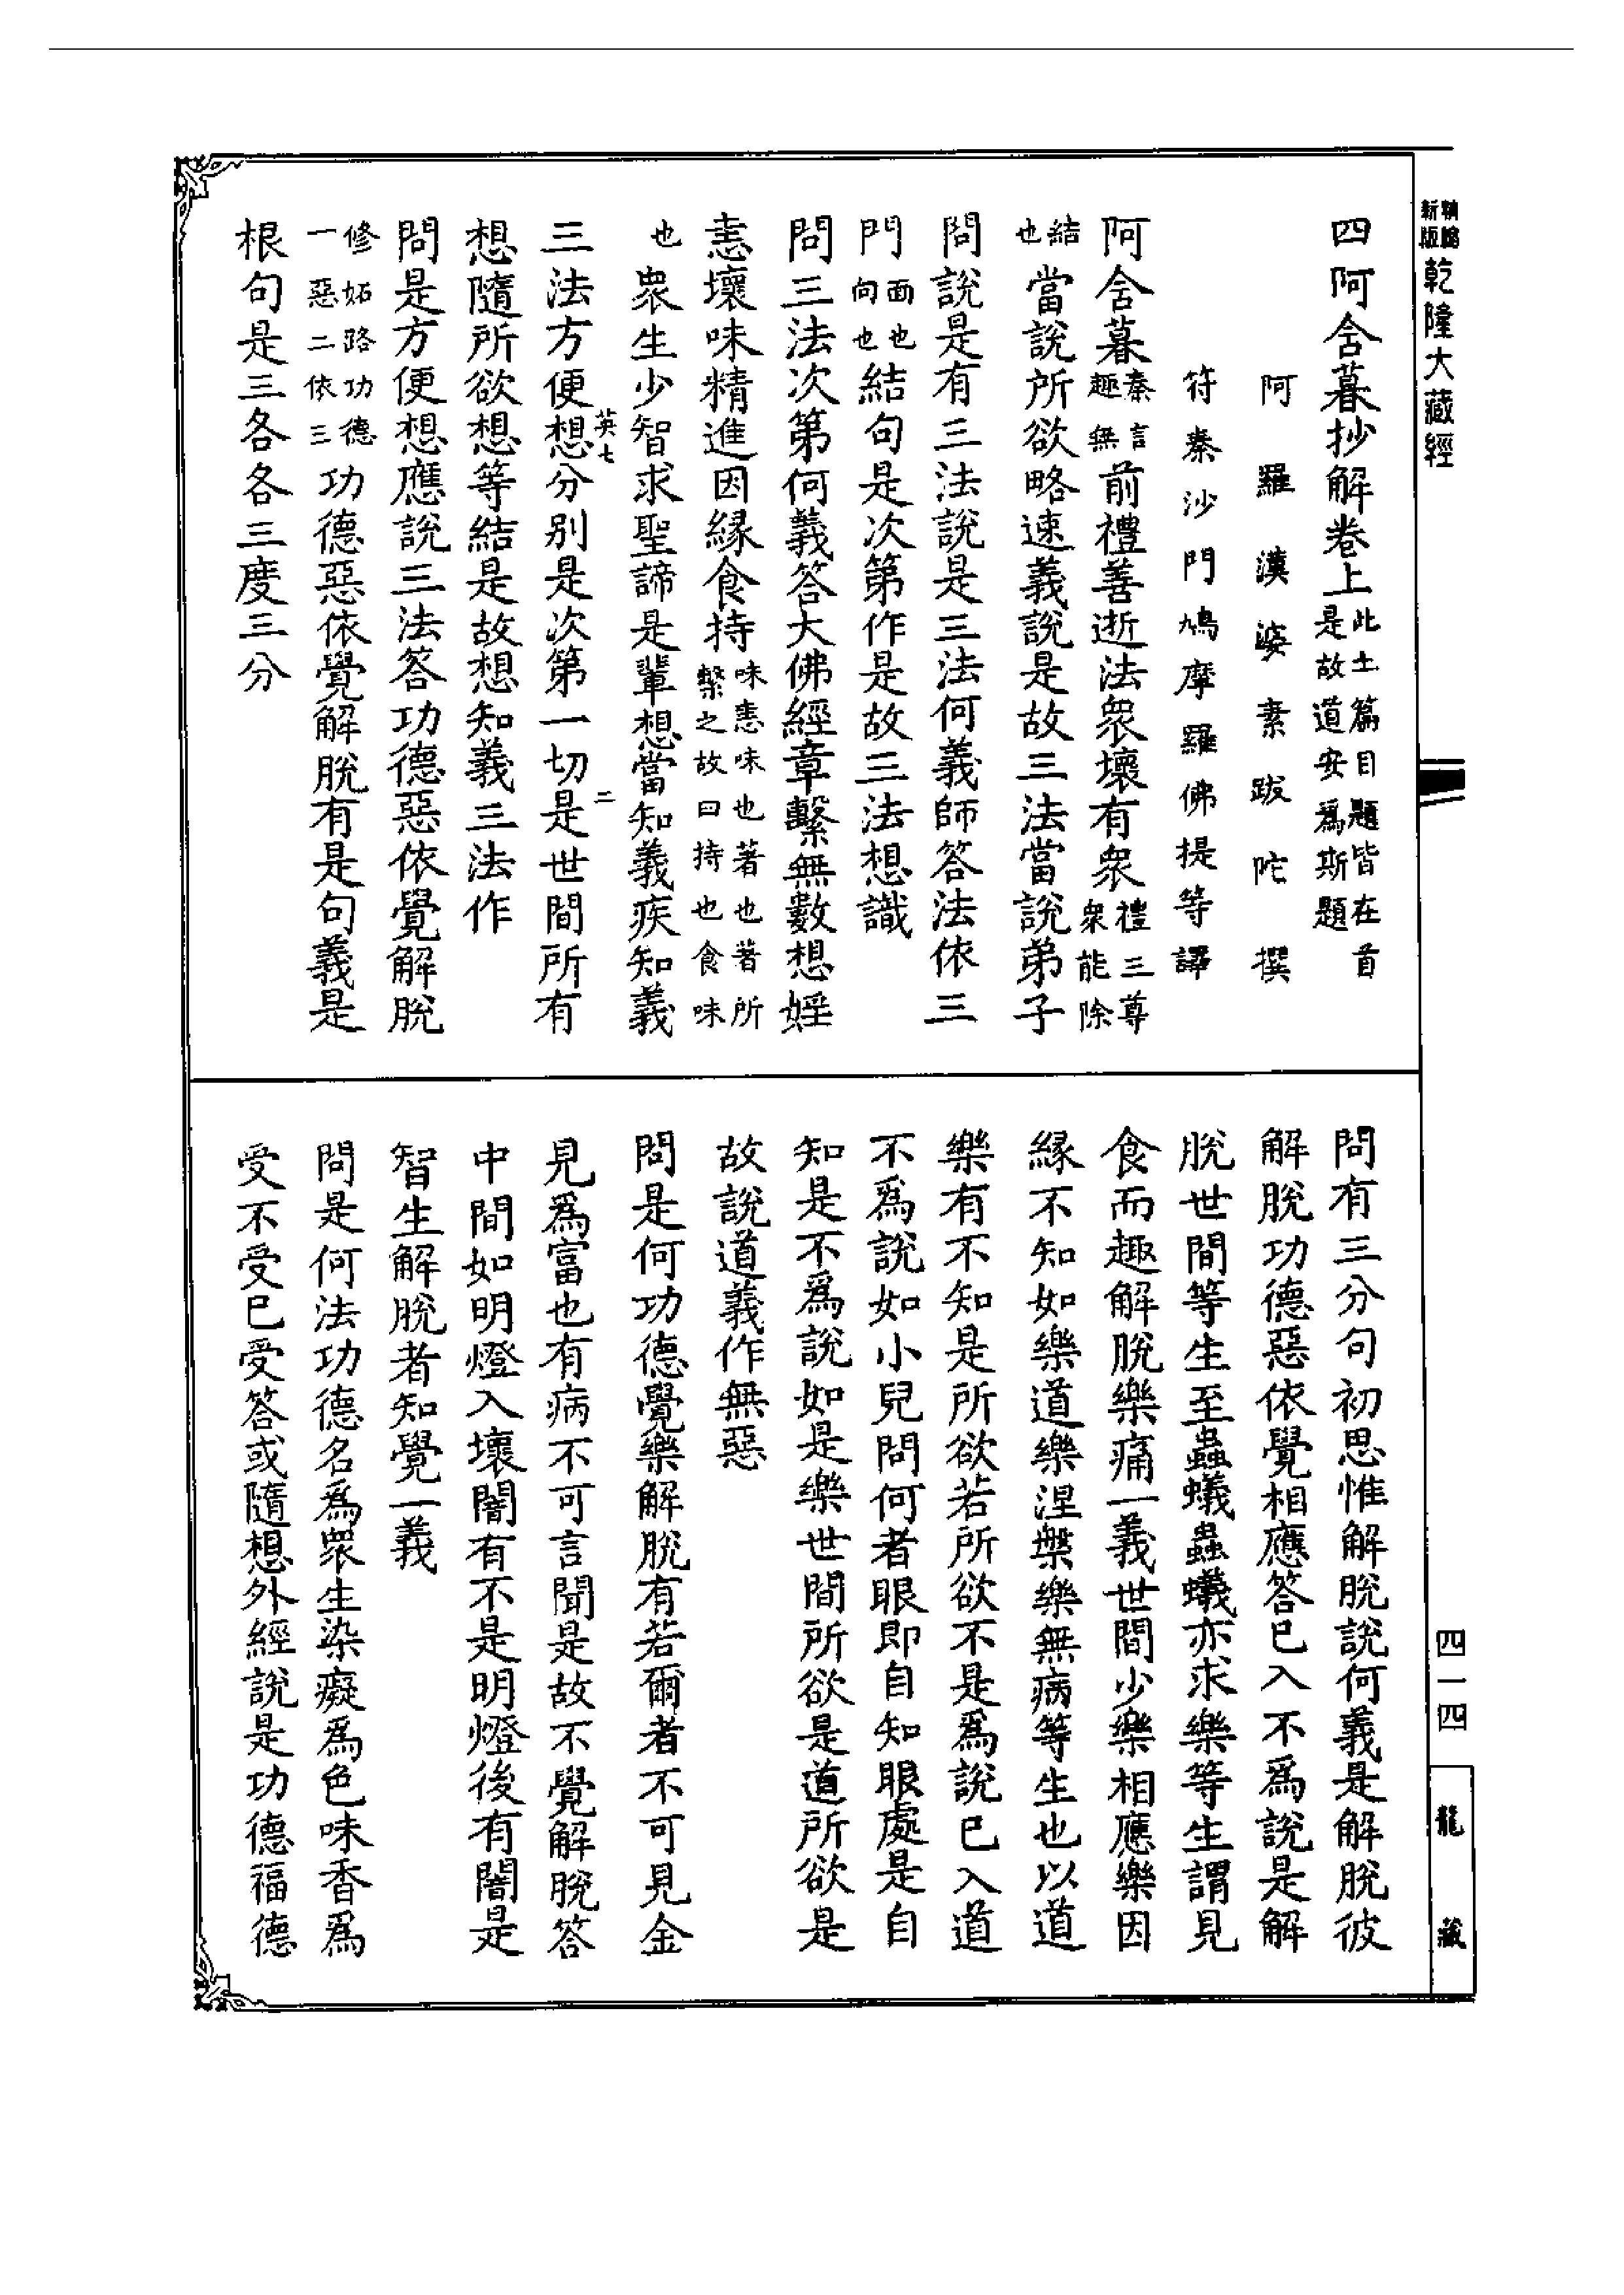 新版
乾隆大藏經
四阿含暮抄解卷上此土篇目題皆在首是故道安爲斯題
阿羅漢婆素跋陀撰
符秦沙門鳩摩羅佛提等譯
阿含暮秦言趣無前禮善逝法衆壞有衆禮三尊衆能除
結也當說所欲略速義說是故三法當說弟子
問說是有三法說是三法何義師答法依三
門面也向也結句是次第作是故三法想識
問三法次第何義答大佛經章繫無數想婬
恚壞味精進因緣食持味恚味也著也著所繫之故曰持也食味
也衆生少智求聖諦是輩想當知義疾知義
三法方便想分別是次第一切是世間所有
英七
二
想隨所欲想等結是故想知義三法作
問是方便想應說三法答功德惡依覺解脫
修妬路功德一惡二依三功德惡依覺解脫有是句義是
根句是三各各三度三分
問有三分句初思惟解脫說何義是解脫彼
解脫功德惡依覺相應答已入不爲說是解
脫世間等生至蟲蟻蟲蟻亦求樂等生謂見
食而趣解脫樂痛一義世間少樂相應樂因
緣不知如樂道樂涅槃樂無病等生也以道
樂有不知是所欲若所欲不是爲說已入道
不爲說如小兒問何者眼即自知眼處是自
知是不爲說如是樂世間所欲是道所欲是
故說道義作無惡
問是何功德覺樂解脫有若爾者不可見金
見爲富也有病不可言聞是故不覺解脫答
中間如明燈入壞闇有不是明燈後有闇是
智生解脫者知覺一義
問是何法功德名爲衆生染癡爲色味香爲
受不受已受答或隨想外經說是功德福德
四一四
龍藏